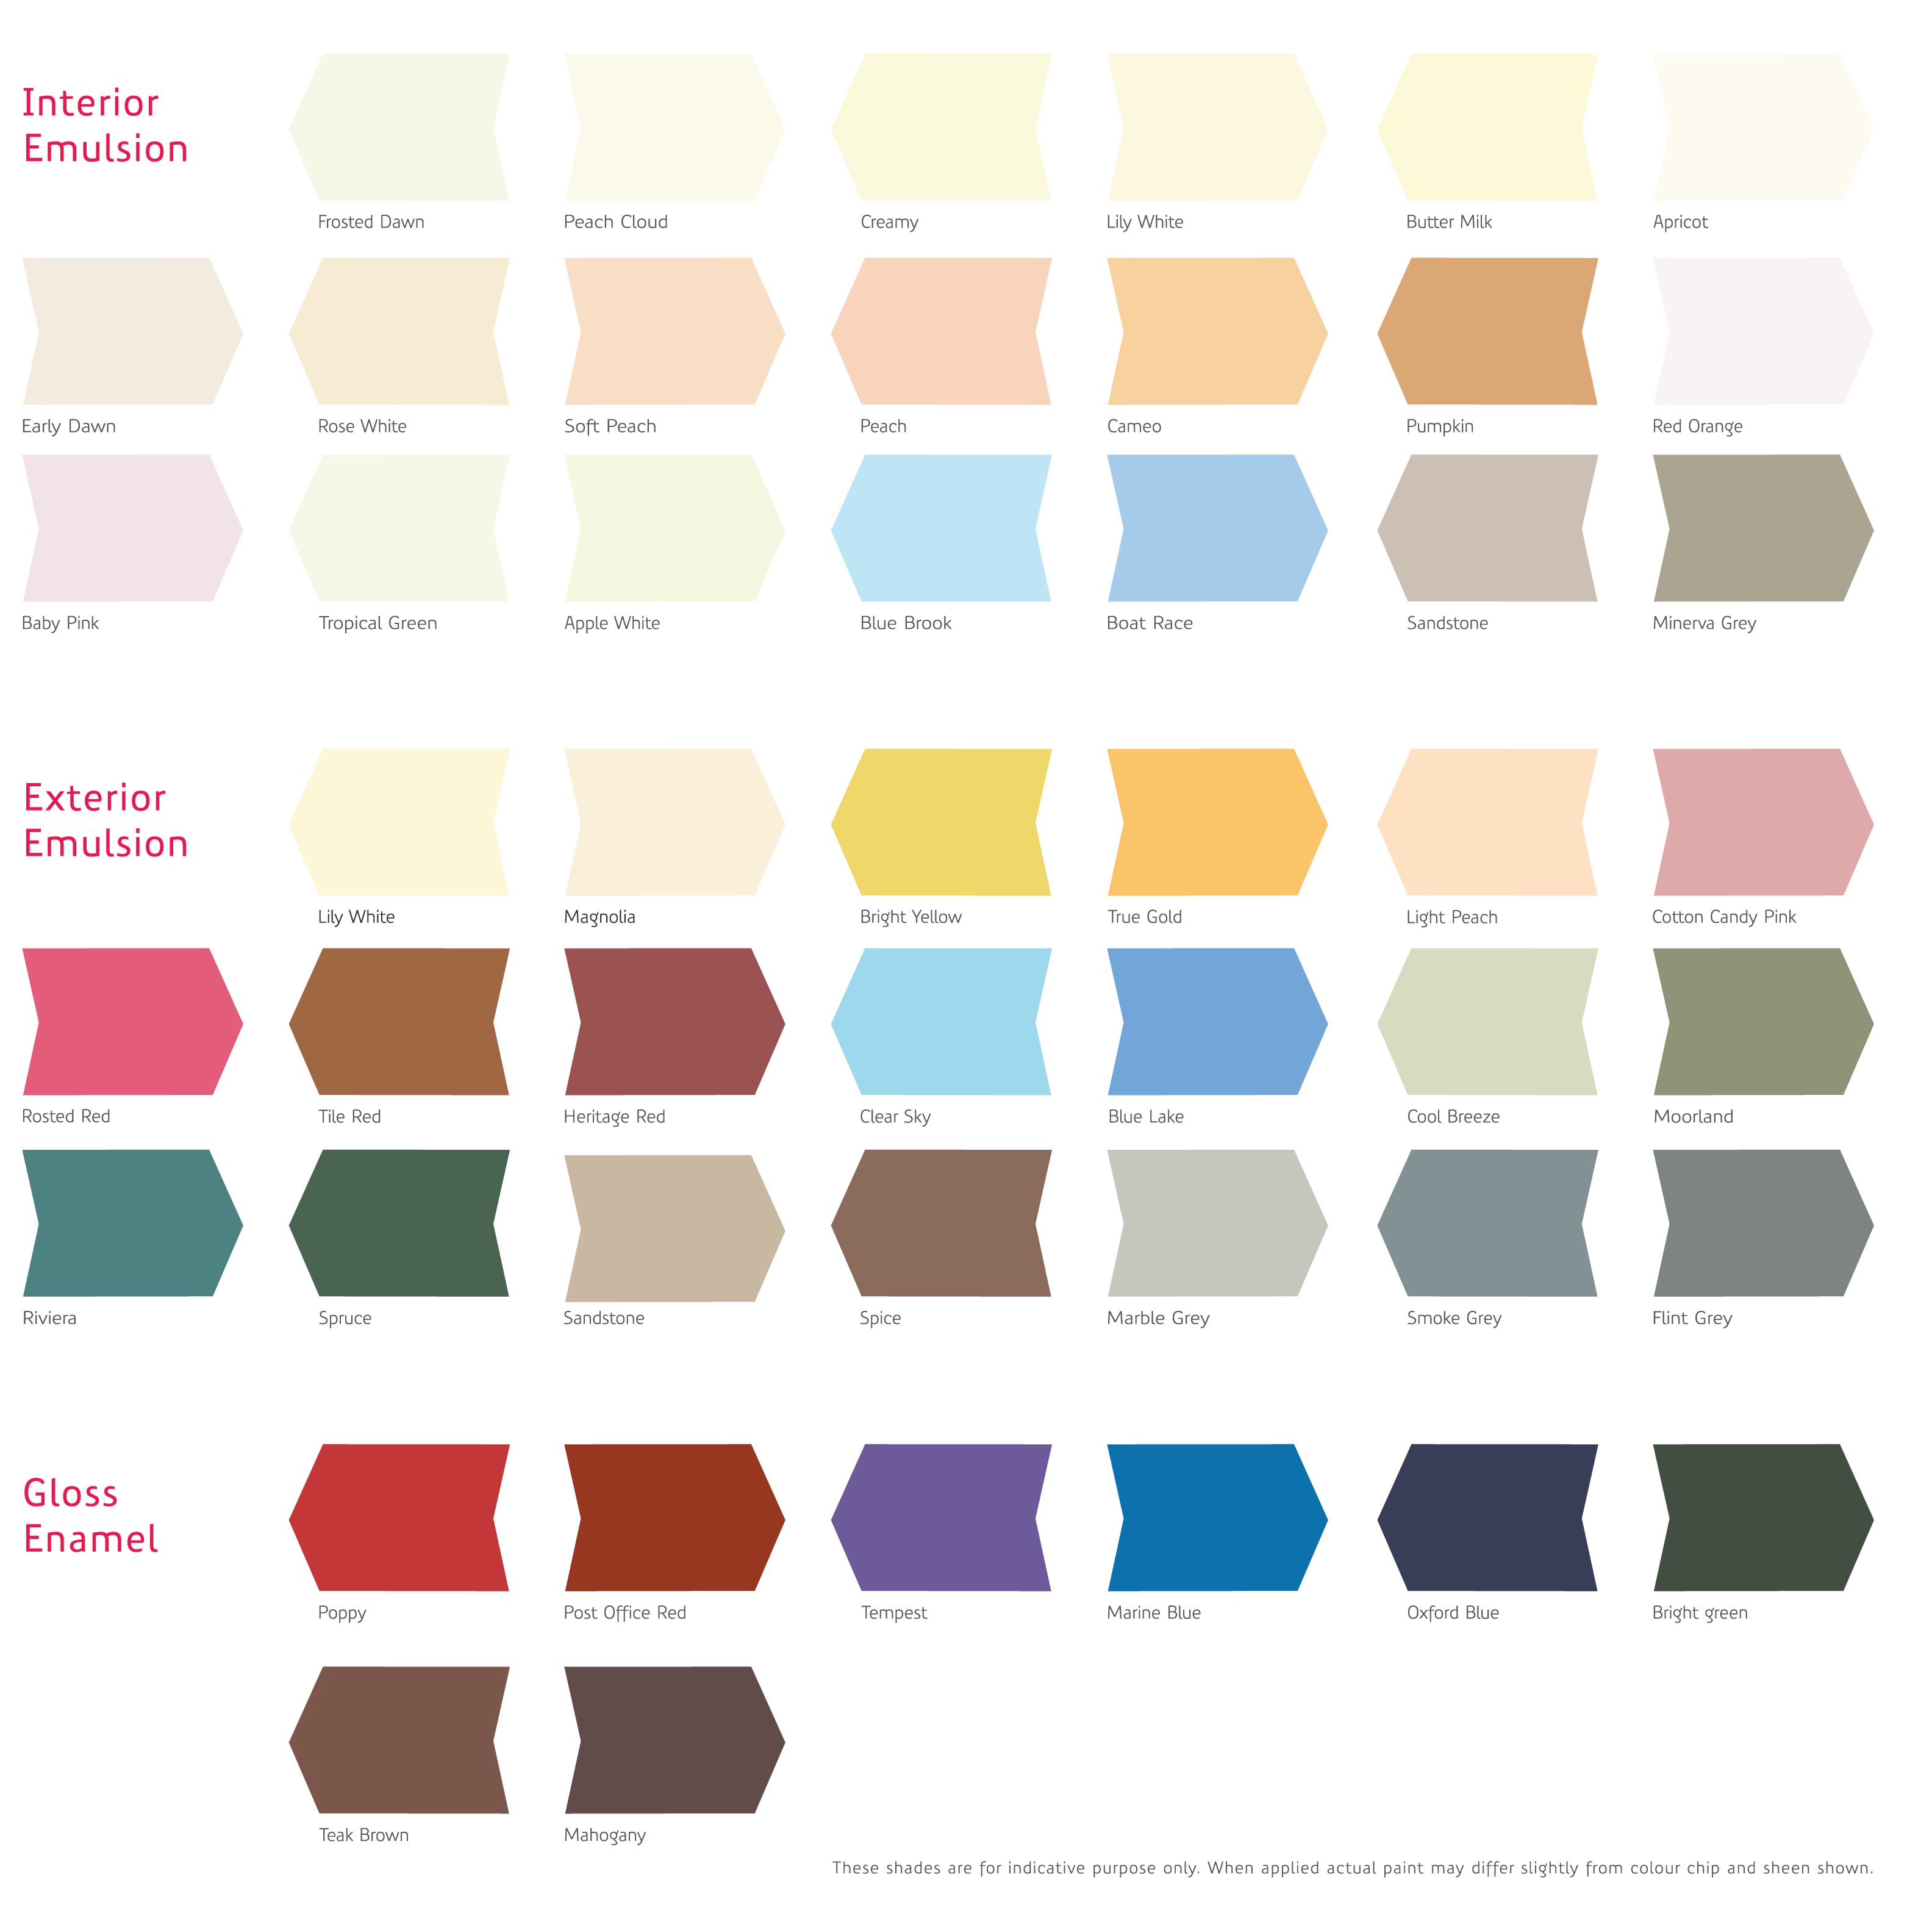 Interior
Emulsion
Frosted Dawn Peach Cloud Creamy Lily White Butter Milk Apricot
Early Dawn Rose White Soft Peach Peach Cameo Pumpkin Red Orange
Baby Pink Tropical Green Apple White Blue Brook Boat Race Sandstone Minerva Grey
Exterior
Emulsion
Lily White Magnolia Bright Yellow True Gold Light Peach Cotton Candy Pink
Rosted Red Tile Red Heritage Red Clear Sky Blue Lake Cool Breeze Moorland
Riviera Spruce Sandstone Spice Marble Grey Smoke Grey Flint Grey
Gloss
Enamel
Poppy Post Office Red Tempest Marine Blue Oxford Blue Bright green
Teak Brown Mahogany
These shades are for indicative purpose only. When applied actual paint may differ slightly from colour chip and sheen shown.